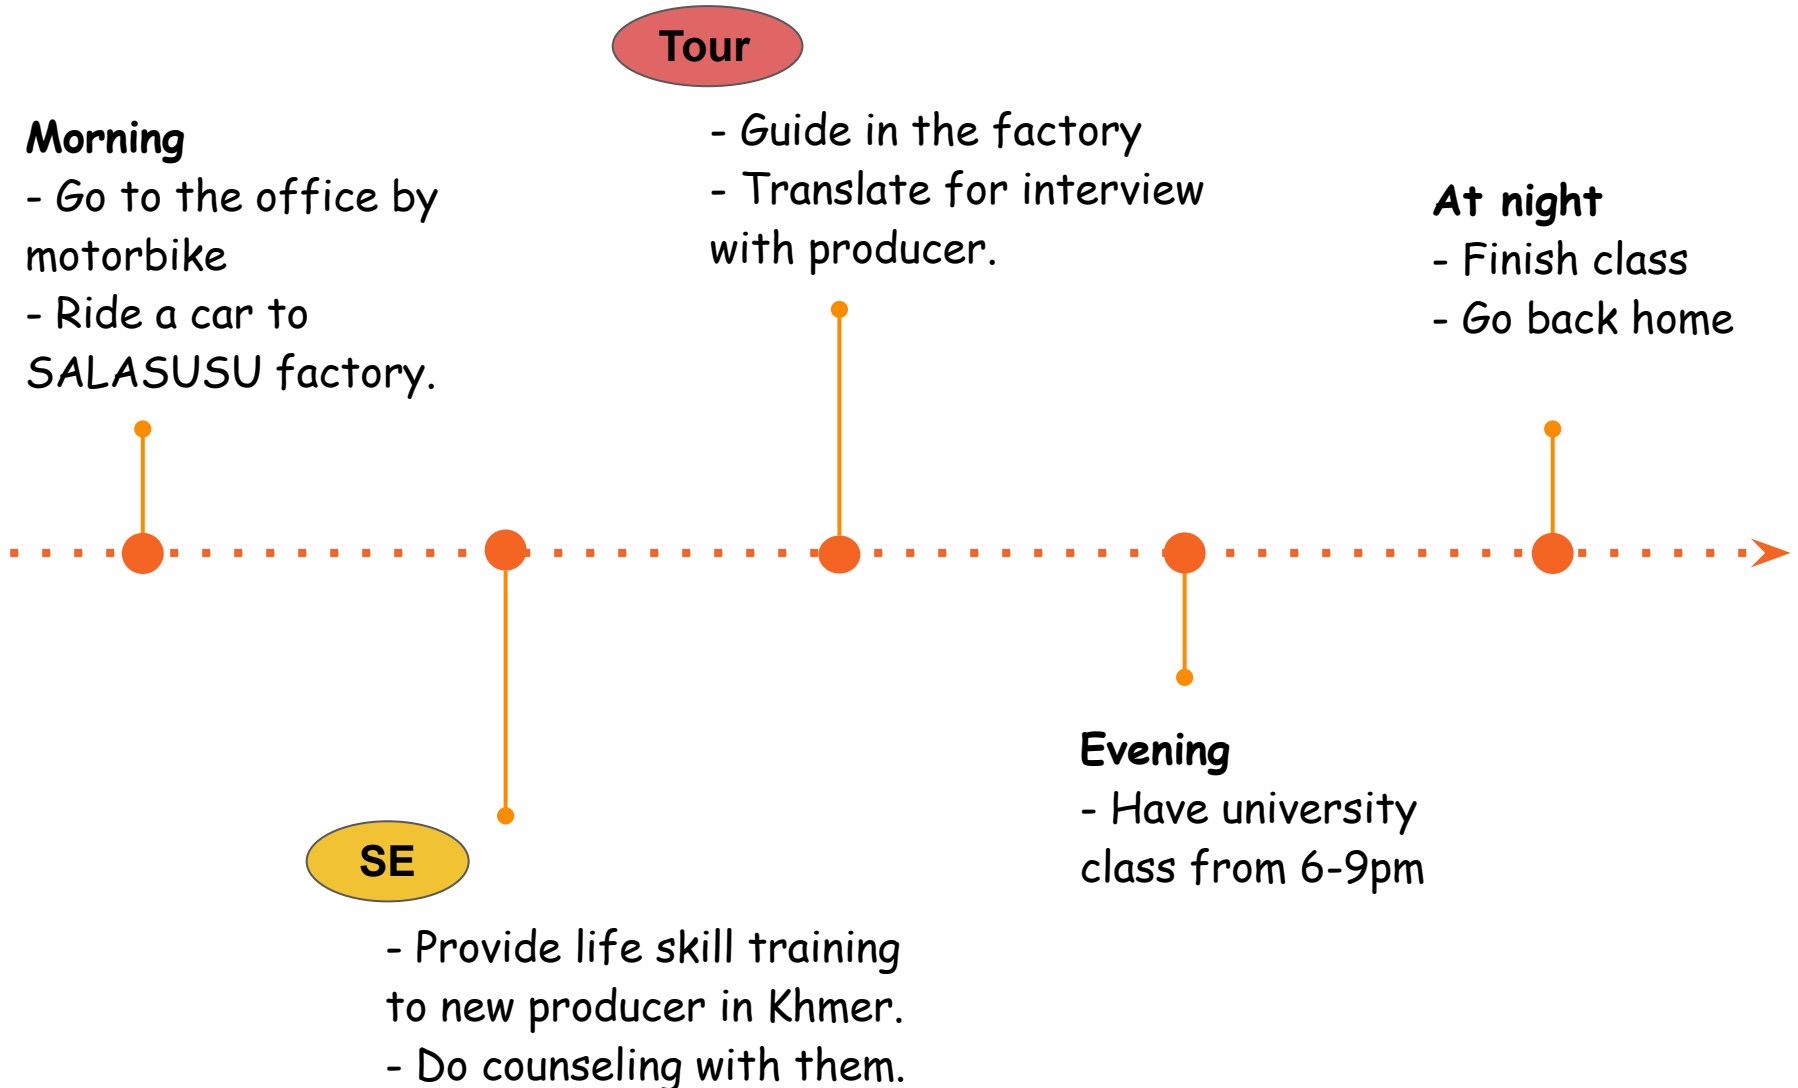 Tour
Morning
- Go to the office by
motorbike
- Ride a car to
SALASUSU factory.
- Guide in the factory
- Translate for interview
with producer.
At night
- Finish class
- Go back home
SE
- Provide life skill training
to new producer in Khmer.
- Do counseling with them.
Evening
- Have university
class from 6-9pm